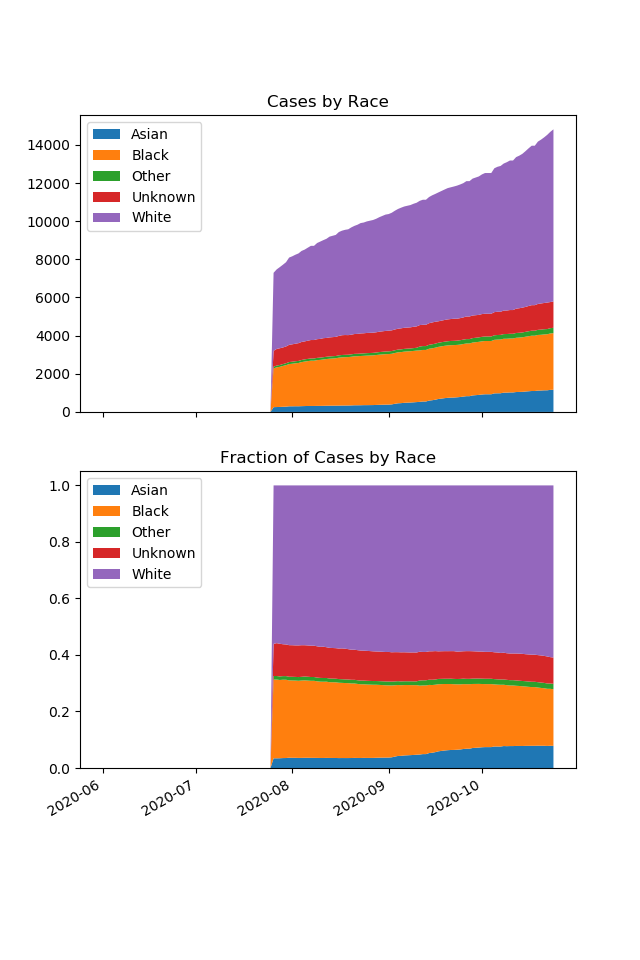 Cases by Race
Asian
Black
Other
Unknown
White
14000
12000
10000
8000
6000
4000
2000
0
Fraction of Cases by Race
Asian
Black
Other
Unknown
White
1.0
0.8
0.6
0.4
0.2
0.0
2020-06
2020-07
2020-08
2020-09
2020-10